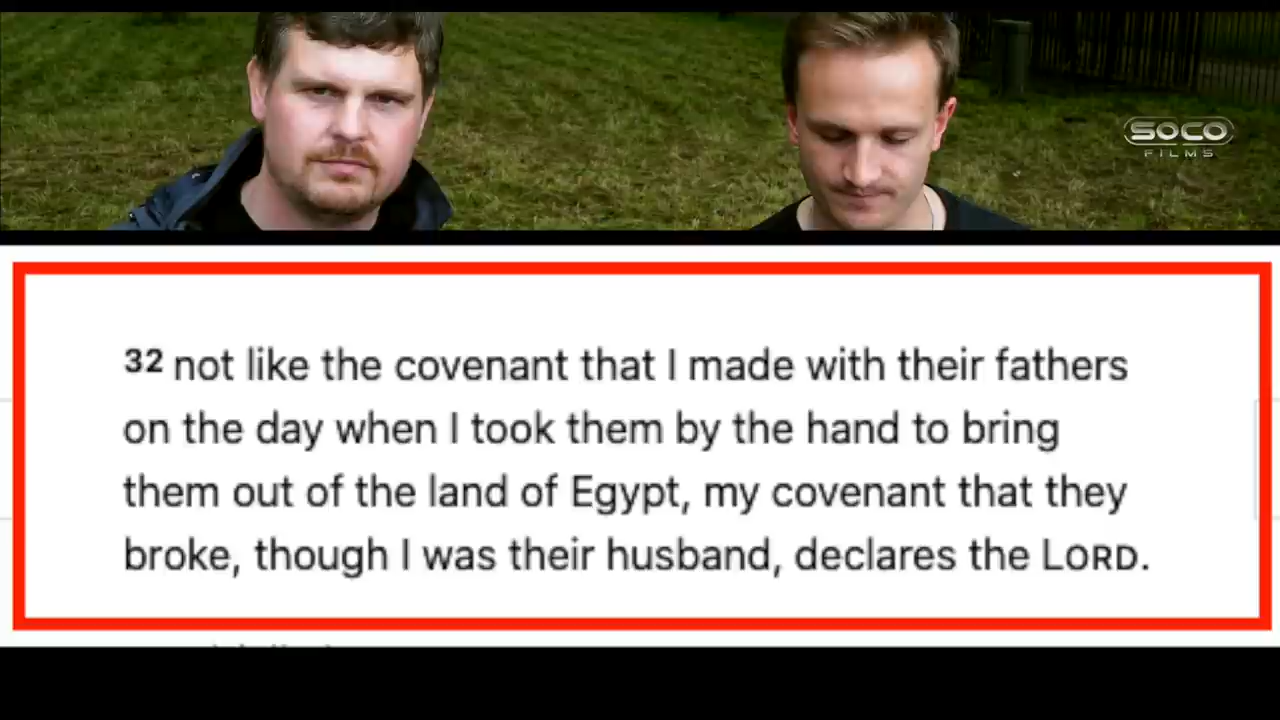 SOCO
FILMS
32 not like the covenant that I made with their fathers
on the day when I took them by the hand to bring
them out of the land of Egypt, my covenant that they
broke, though I was their husband, declares the LORD.